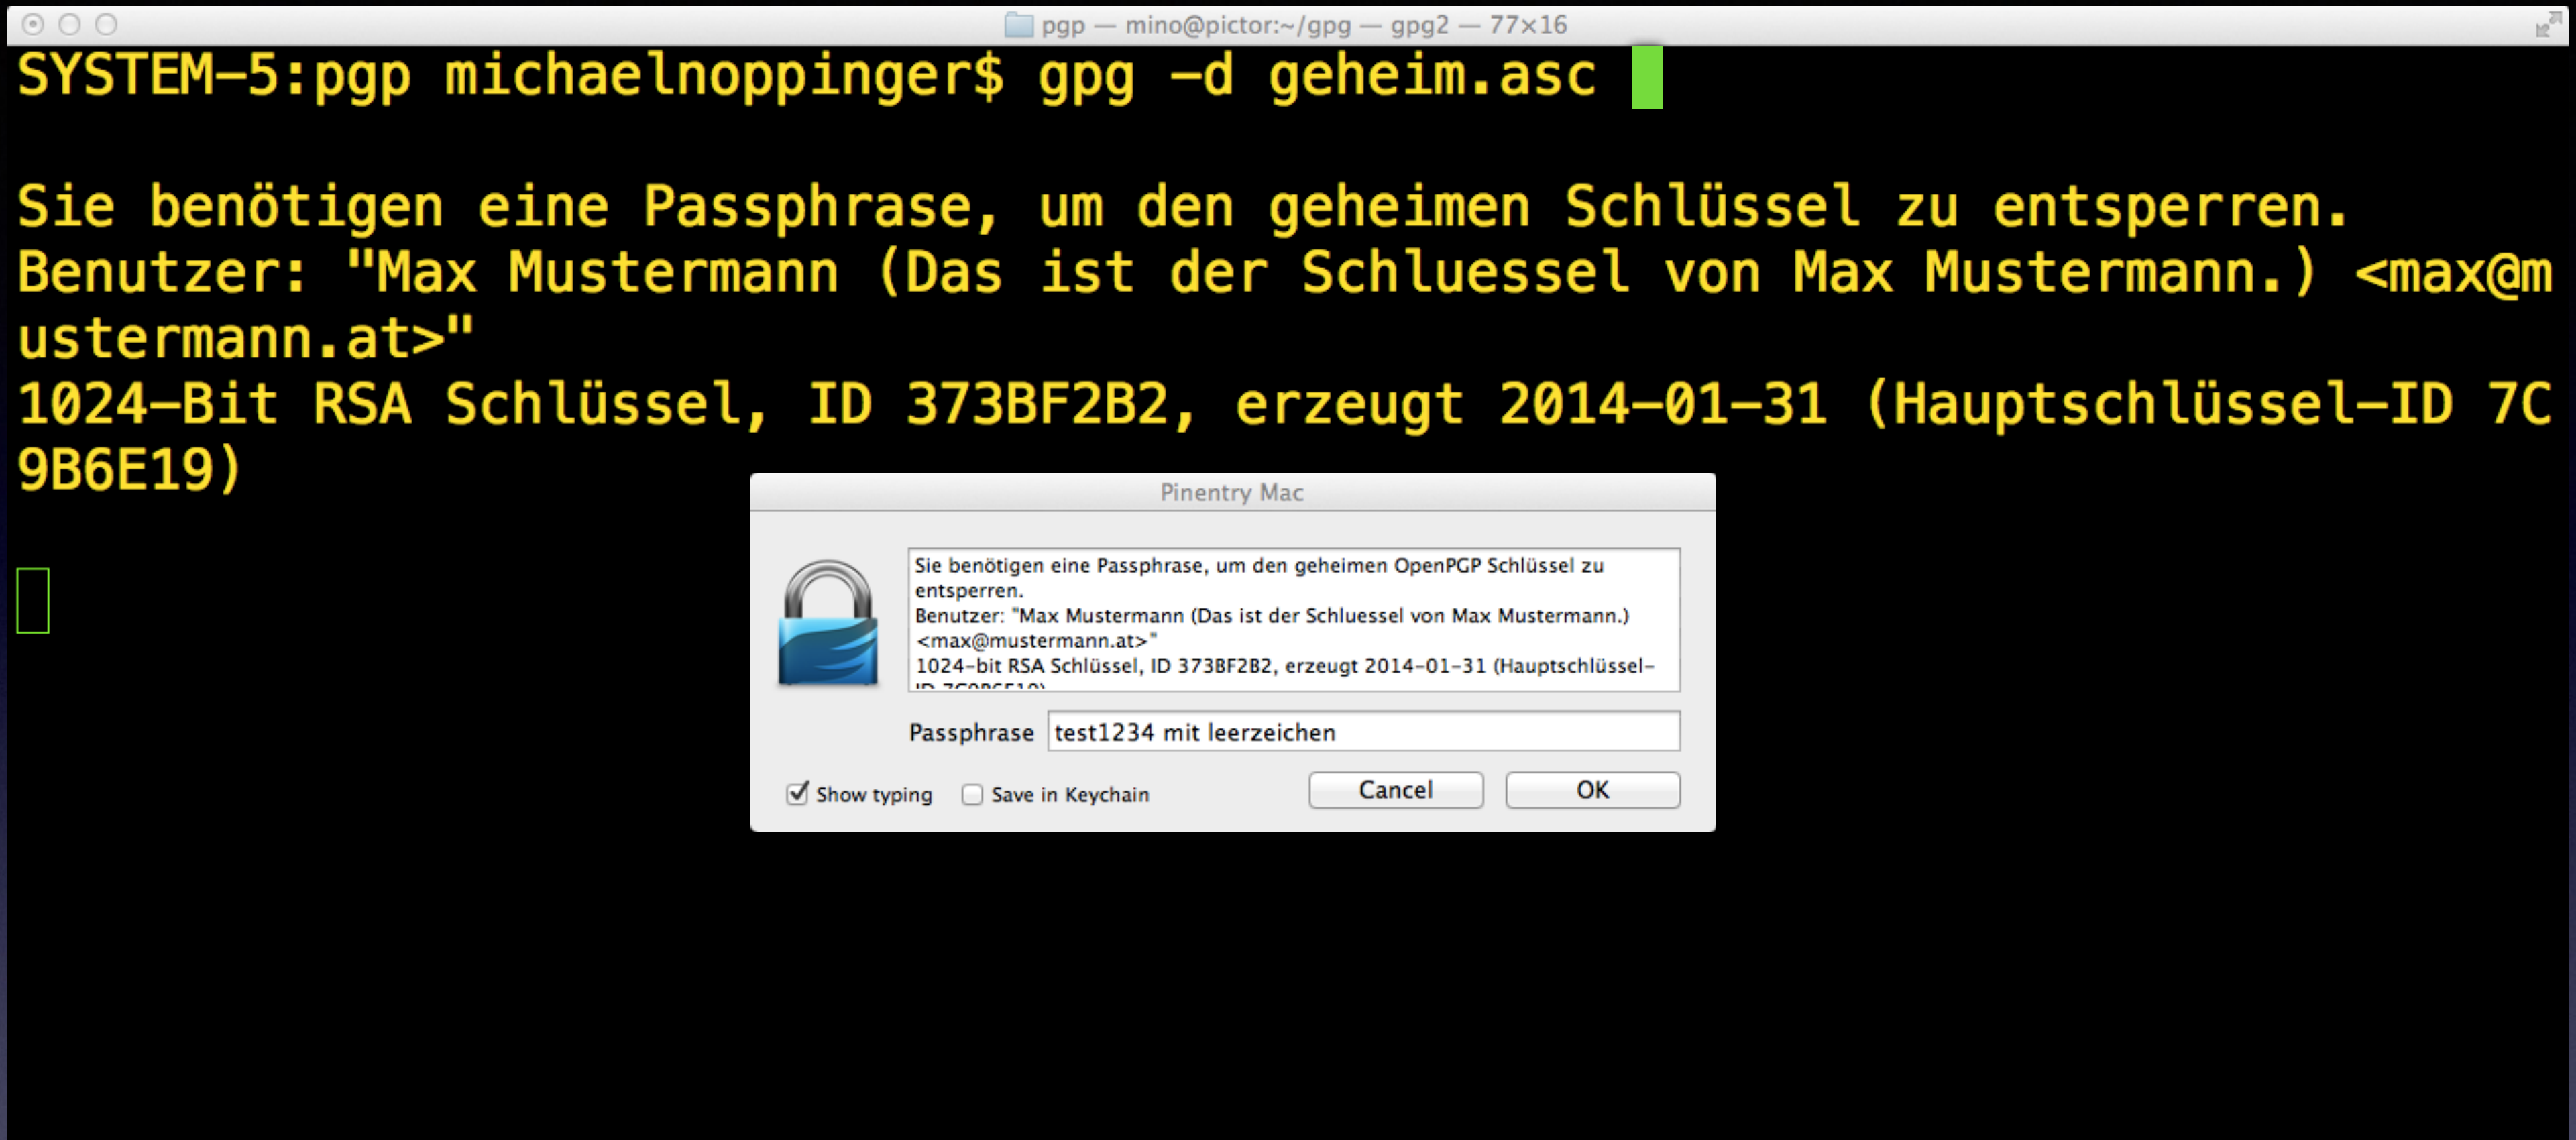 pgp — mino@pictor:~/gpg — gpg2 — 77×16
SYSTEM-5:pgp michaelnoppinger$ gpg -d geheim.asc
Sie benötigen eine Passphrase, um den geheimen Schlüssel zu entsperren.
Benutzer: "Max Mustermann (Das ist der Schluessel von Max Mustermann.) <max@m
ustermann.at>"
1024-Bit RSA Schlüssel, ID 373BF2B2, erzeugt 2014-01-31 (Hauptschlüssel-ID 7C
9B6E19)
Pinentry Mac
Sie benötigen eine Passphrase, um den geheimen OpenPGP Schlüssel zu
entsperren.
Benutzer: "Max Mustermann (Das ist der Schluessel von Max Mustermann.)
<max@mustermann.at>"
1024-bit RSA Schlüssel, ID 373BF2B2, erzeugt 2014-01-31 (Hauptschlüssel-
ID 7C9B6E19)
Passphrase test1234 mit leerzeichen
Show typing Save in Keychain Cancel OK